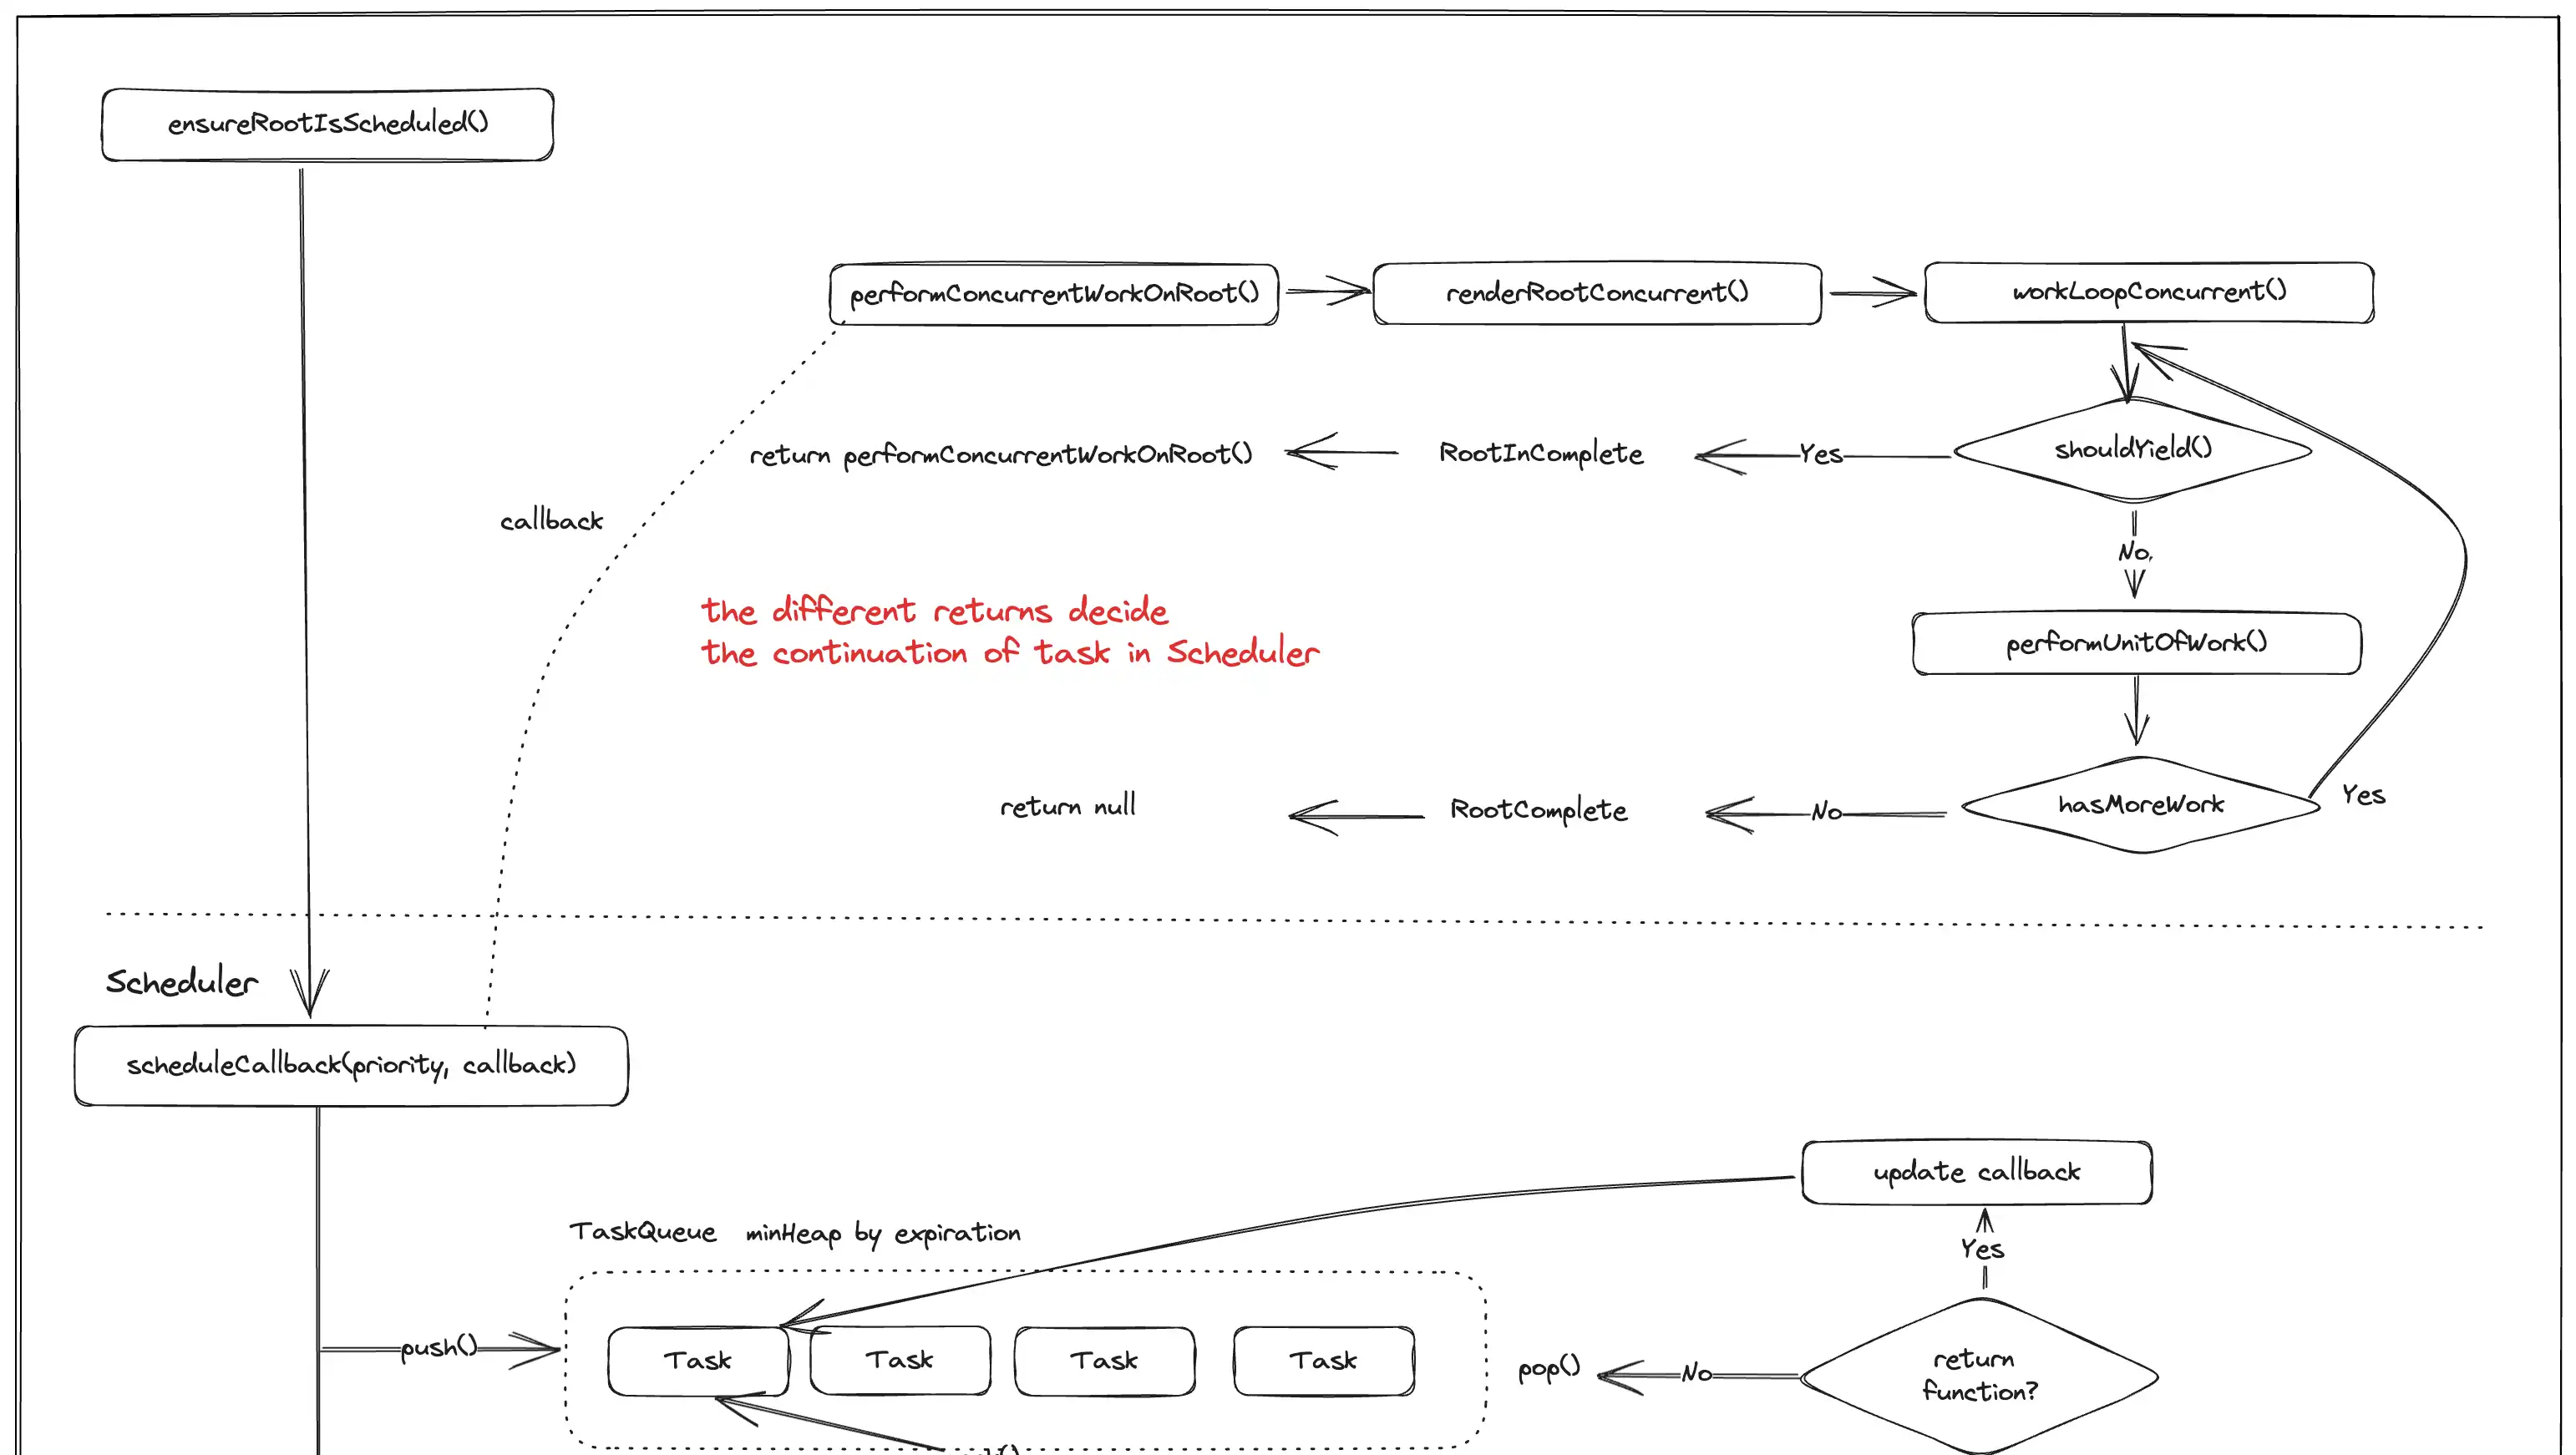 ensureRootIsScheduled()
performConcurrentWorkOnRoot()
renderRootConcurrent()
workLoopConcurrent()
return performConcurrentWorkOnRoot()
RootInComplete
Yes
shouldYield()
callback
No,
the different returns decide
the continuation of task in Scheduler
performUnitOfWork()
return null
RootComplete
No
hasMoreWork
Yes
Scheduler
scheduleCallback(priority, callback)
update callback
TaskQueue minHeap by expiration
Yes
push()
Task
Task
Task
Task
pop()
No
return
function?